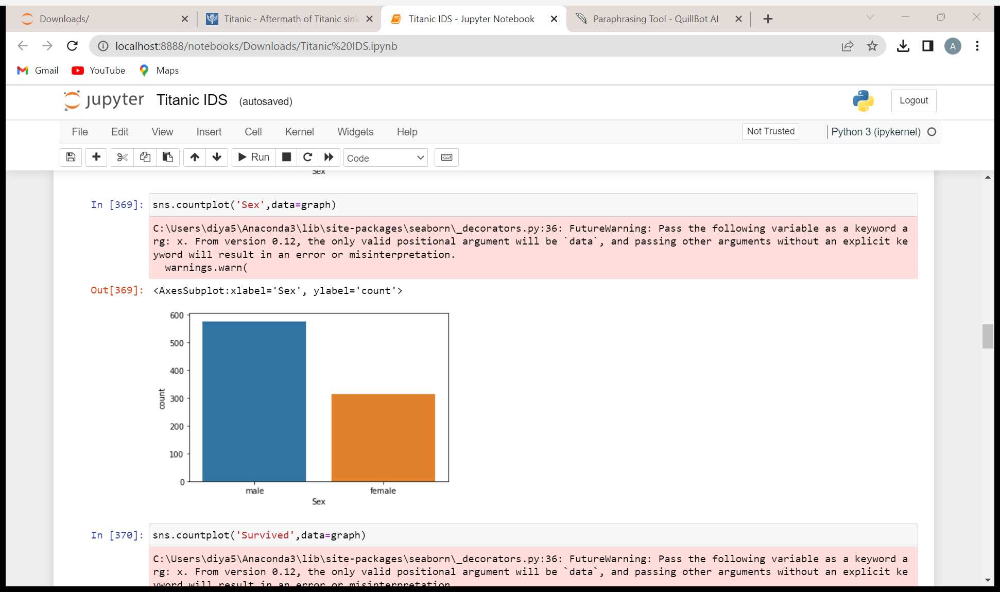 Downloads/
Titanic - Aftermath of Titanic sink
Titanic IDS - Jupyter Notebook
Paraphrasing Tool - QuillBot AI
localhost:8888/notebooks/Downloads/Titanic%20IDS.ipynb
A
Gmail
YouTube
Maps
jupyter Titanic IDS (autosaved)
Logout
File Edit View Insert Cell Kernel Widgets Help
Not Trusted
Python 3 (ipykernel)
Run
Code
Sex
In [369]: sns.countplot('Sex',data=graph)
C:\Users\diya5\Anaconda3\lib\site-packages\seaborn\_decorators.py:36: FutureWarning: Pass the following variable as a keyword a
rg: x. From version 0.12, the only valid positional argument will be `data`, and passing other arguments without an explicit ke
yword will result in an error or misinterpretation.
  warnings.warn(
Out[369]: <AxesSubplot:xlabel='Sex', ylabel='count'>
600
500
400
300
200
100
0
count
male
female
Sex
In [370]: sns.countplot('Survived',data=graph)
C:\Users\diya5\Anaconda3\lib\site-packages\seaborn\_decorators.py:36: FutureWarning: Pass the following variable as a keyword a
rg: x. From version 0.12, the only valid positional argument will be `data`, and passing other arguments without an explicit ke
yword will result in an error or misinterpretation.